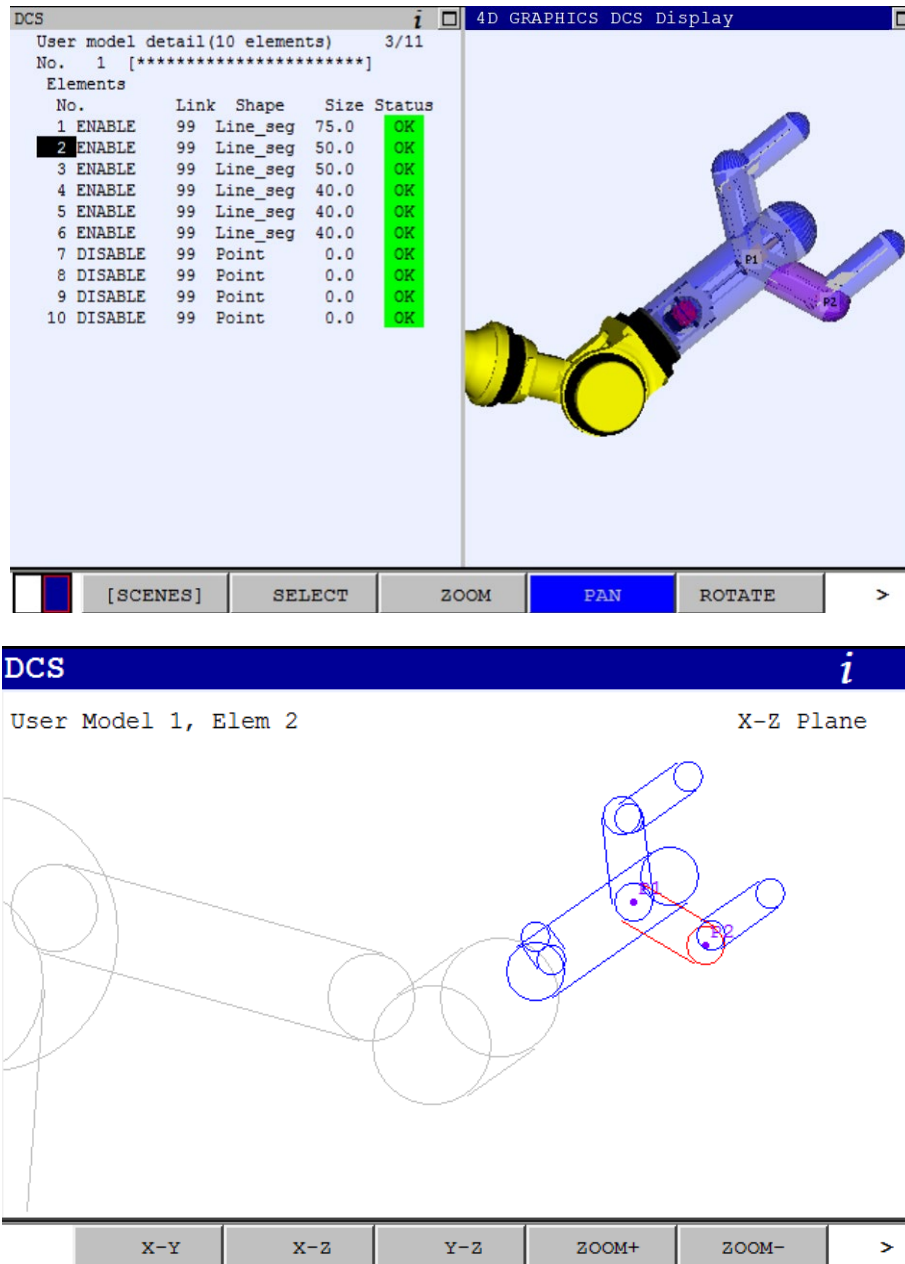 DCS i
4D GRAPHICS DCS Display
User model detail(10 elements) 3/11
No. 1 [***********************]
Elements
No. Link Shape Size Status
1 ENABLE 99 Line_seg 75.0 OK
2 ENABLE 99 Line_seg 50.0 OK
3 ENABLE 99 Line_seg 50.0 OK
4 ENABLE 99 Line_seg 40.0 OK
5 ENABLE 99 Line_seg 40.0 OK
6 ENABLE 99 Line_seg 40.0 OK
7 DISABLE 99 Point 0.0 OK
8 DISABLE 99 Point 0.0 OK
9 DISABLE 99 Point 0.0 OK
10 DISABLE 99 Point 0.0 OK
P1
P2
[SCENES] SELECT ZOOM PAN ROTATE >
DCS i
User Model 1, Elem 2 X-Z Plane
P1
P2
X-Y X-Z Y-Z ZOOM+ ZOOM- >